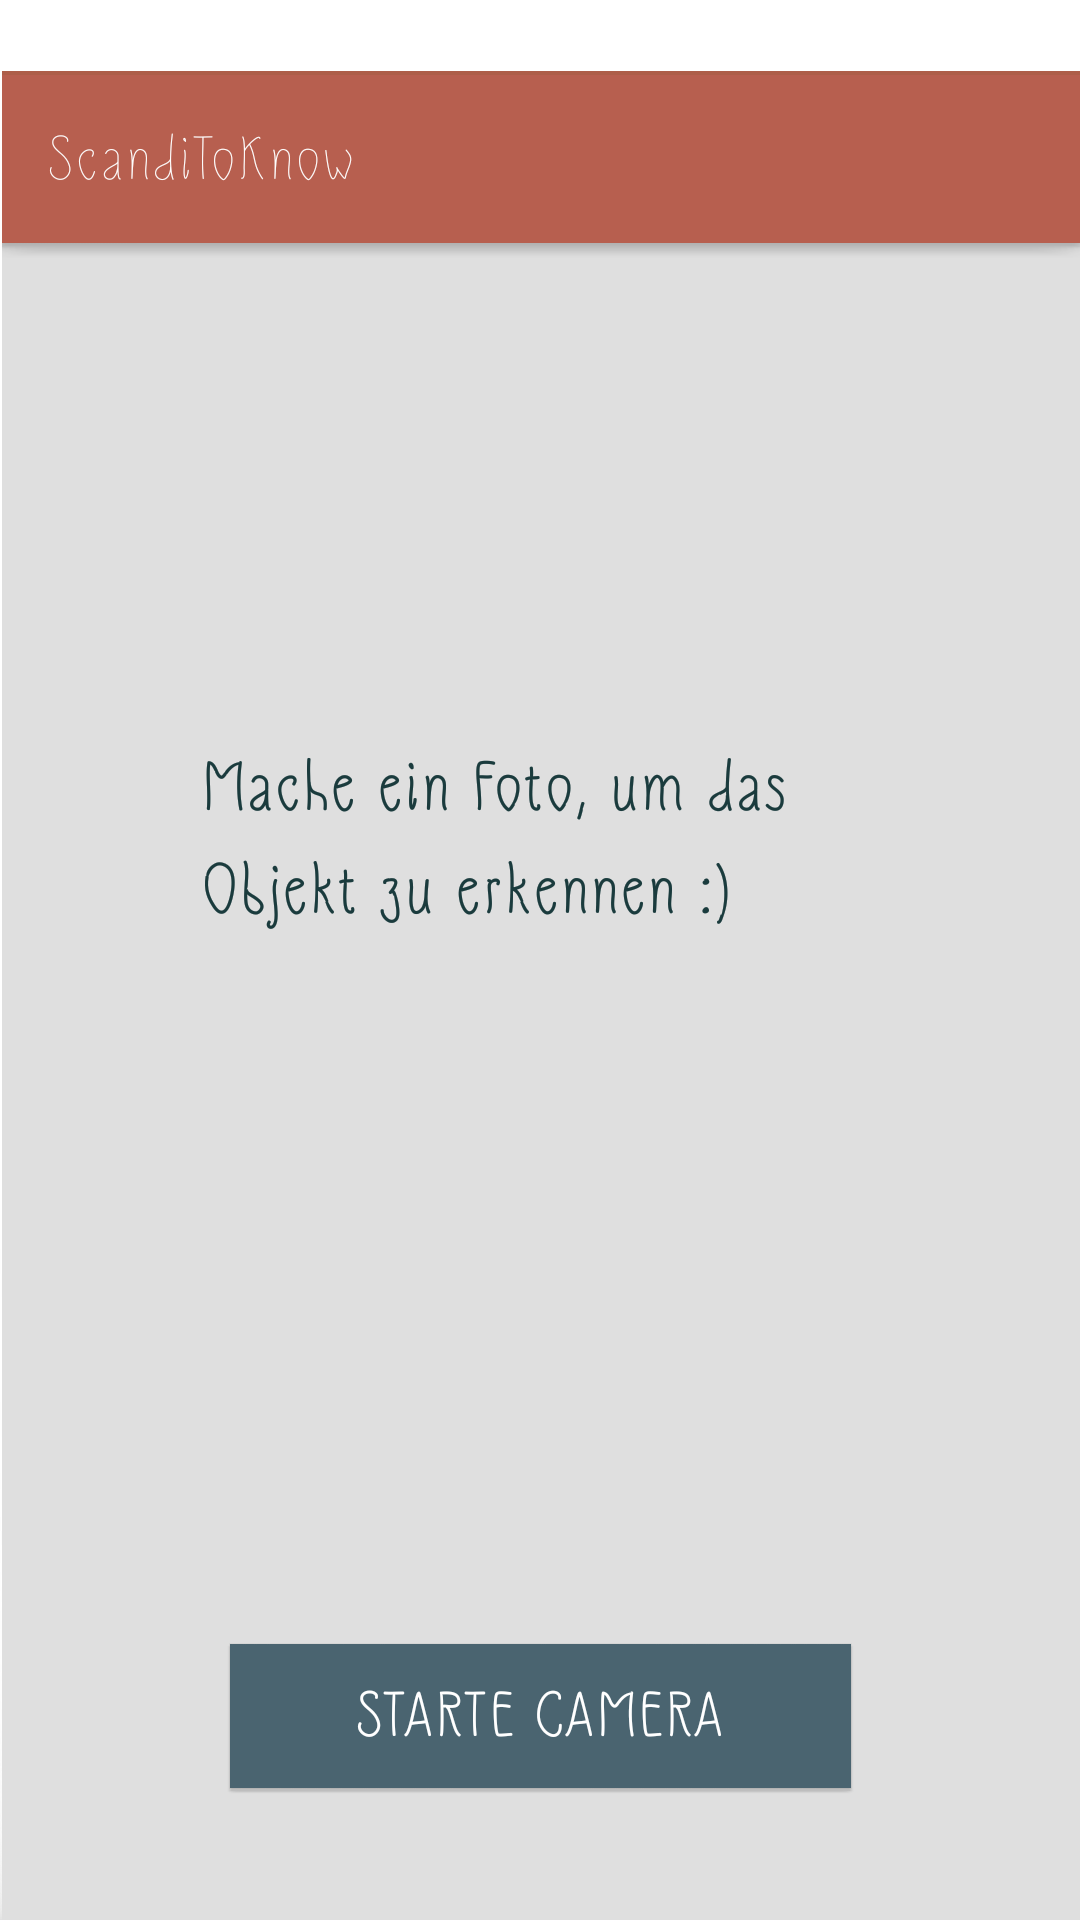 ScandiToKnow
Mache ein Foto, um das
Objekt zu erkennen :)
STARTE CAMERA